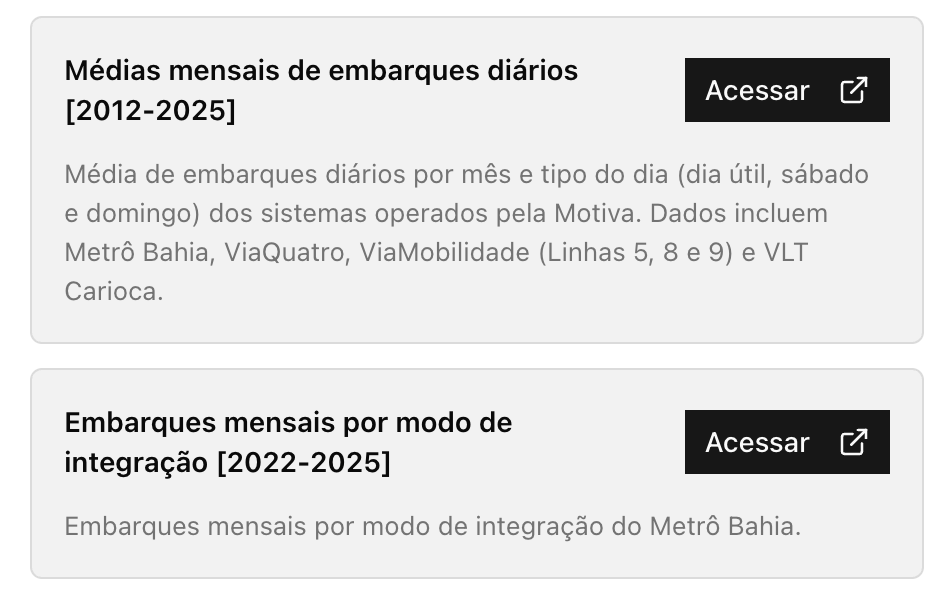 Médias mensais de embarques diários
[2012-2025]
Acessar
Média de embarques diários por mês e tipo do dia (dia útil, sábado
e domingo) dos sistemas operados pela Motiva. Dados incluem
Metrô Bahia, ViaQuatro, ViaMobilidade (Linhas 5, 8 e 9) e VLT
Carioca.
Embarques mensais por modo de
integração [2022-2025]
Acessar
Embarques mensais por modo de integração do Metrô Bahia.